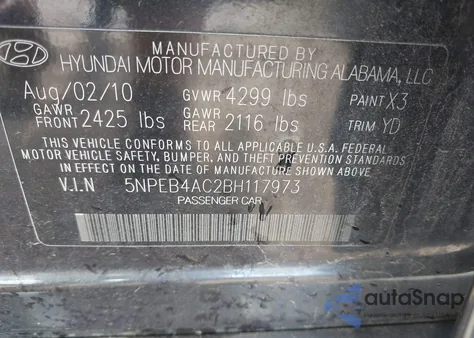 MANUFACTURED BY
HYUNDAI MOTOR MANUFACTURING ALABAMA, LLC
Aug/02/10 GVWR 4299 lbs PAINT X3
GAWR FRONT 2425 lbs GAWR REAR 2116 lbs TRIM YD
THIS VEHICLE CONFORMS TO ALL APPLICABLE U.S.A. FEDERAL
MOTOR VEHICLE SAFETY, BUMPER, AND THEFT PREVENTION STANDARDS
IN EFFECT ON THE DATE OF MANUFACTURE SHOWN ABOVE.
V.I.N 5NPEB4AC2BH117973
PASSENGER CAR
autoSnap